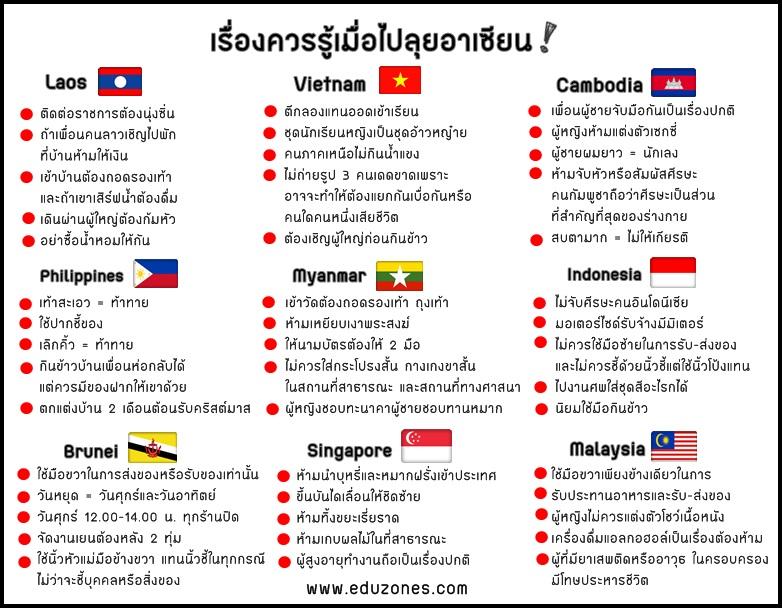 เรื่องควรรู้เมื่อไปลุยอาเซียน!
Laos
ติดต่อราชการต้องนุ่งซิ่น
ถ้าเพื่อนคนลาวเชิญไปพัก
ที่บ้านห้ามให้เงิน
เข้าบ้านต้องถอดรองเท้า
และถ้าเขาเสิร์ฟน้ำต้องดื่ม
เดินผ่านผู้ใหญ่ต้องก้มหัว
อย่าซื้อน้ำหอมให้กัน
Vietnam
ตีกลองแทนออดเข้าเรียน
ชุดนักเรียนหญิงเป็นชุดอ๋าวหญ่าย
คนภาคเหนือไม่กินน้ำแข็ง
ไม่ถ่ายรูป 3 คนเดดขาดเพราะ
อาจจะทำให้ต้องแยกกันเบื่อกันหรือ
คนใดคนหนึ่งเสียชีวิต
ต้องเชิญผู้ใหญ่ก่อนกินข้าว
Cambodia
เพื่อนผู้ชายจับมือกันเป็นเรื่องปกติ
ผู้หญิงห้ามแต่งตัวเซกซี่
ผู้ชายผมยาว = นักเลง
ห้ามจับหัวหรือสัมผัสศีรษะ
คนกัมพูชาถือว่าศีรษะเป็นส่วน
ที่สำคัญที่สุดของร่างกาย
สบตามาก = ไม่ให้เกียรติ
Philippines
เท้าสะเอว = ท้าทาย
ใช้ปากชี้ของ
เลิกคิ้ว = ท้าทาย
กินข้าวบ้านเพื่อนห่อกลับได้
แต่ควรมีของฝากให้เขาด้วย
ตกแต่งบ้าน 2 เดือนต้อนรับคริสต์มาส
Myanmar
เข้าวัดต้องถอดรองเท้า ถุงเท้า
ห้ามเหยียบเงาพระสงฆ์
ให้นามบัตรต้องให้ 2 มือ
ไม่ควรใส่กระโปรงสั้น กางเกงขาสั้น
ในสถานที่สาธารณะ และสถานที่ทางศาสนา
ผู้หญิงชอบทะนาคาผู้ชายชอบทานหมาก
Indonesia
ไม่จับศีรษะคนอินโดนีเซีย
มอเตอร์ไซด์รับจ้างมีมิเตอร์
ไม่ควรใช้มือซ้ายในการรับ-ส่งของ
และไม่ควรชี้ด้วยนิ้วชี้แต่ใช้นิ้วโป้งแทน
ไปงานศพใส่ชุดสีอะไรก็ได้
นิยมใช้มือกินข้าว
Brunei
ใช้มือขวาในการส่งของหรือรับของเท่านั้น
วันหยุด = วันศุกร์และวันอาทิตย์
วันศุกร์ 12.00-14.00 น. ทุกร้านปิด
จัดงานเย็นต้องหลัง 2 ทุ่ม
ใช้นิ้วหัวแม่มือข้างขวา แทนนิ้วชี้ในทุกกรณี
ไม่ว่าจะชี้บุคคลหรือสิ่งของ
Singapore
ห้ามนำบุหรี่และหมากฝรั่งเข้าประเทศ
ขึ้นบันไดเลื่อนให้ชิดซ้าย
ห้ามทิ้งขยะเรี่ยราด
ห้ามเก็บผลไม้ในที่สาธารณะ
ผู้สูงอายุทำงานถือเป็นเรื่องปกติ
Malaysia
ใช้มือขวาเพียงข้างเดียวในการ
รับประทานอาหารและรับ-ส่งของ
ผู้หญิงไม่ควรแต่งตัวโชว์เนื้อหนัง
เครื่องดื่มแอลกอฮอล์เป็นเรื่องต้องห้าม
ผู้ที่มียาเสพติดหรืออาวุธ ในครอบครอง
มีโทษประหารชีวิต
www.eduzones.com